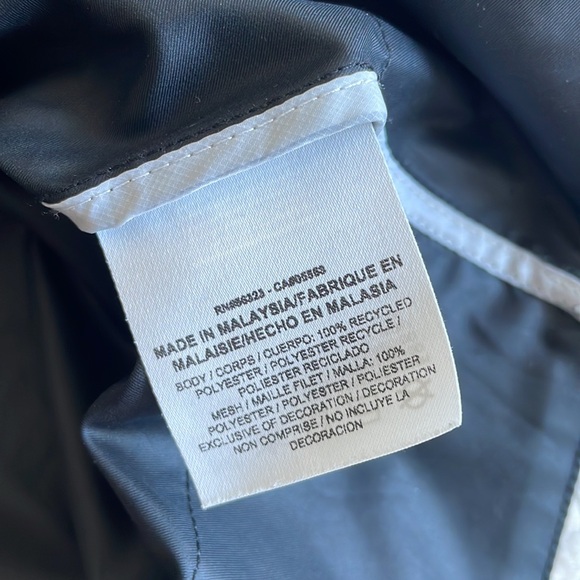 RN#56323 - CA#05553
MADE IN MALAYSIA/FABRIQUE EN
MALAISIE/HECHO EN MALASIA
BODY / CORPS / CUERPO: 100% RECYCLED
POLYESTER / POLYESTER RECYCLE /
POLIESTER RECICLADO
MESH / MAILLE FILET / MALLA: 100%
POLYESTER / POLYESTER / POLIESTER
EXCLUSIVE OF DECORATION / DECORATION
NON COMPRISE / NO INCLUYE LA
DECORACION